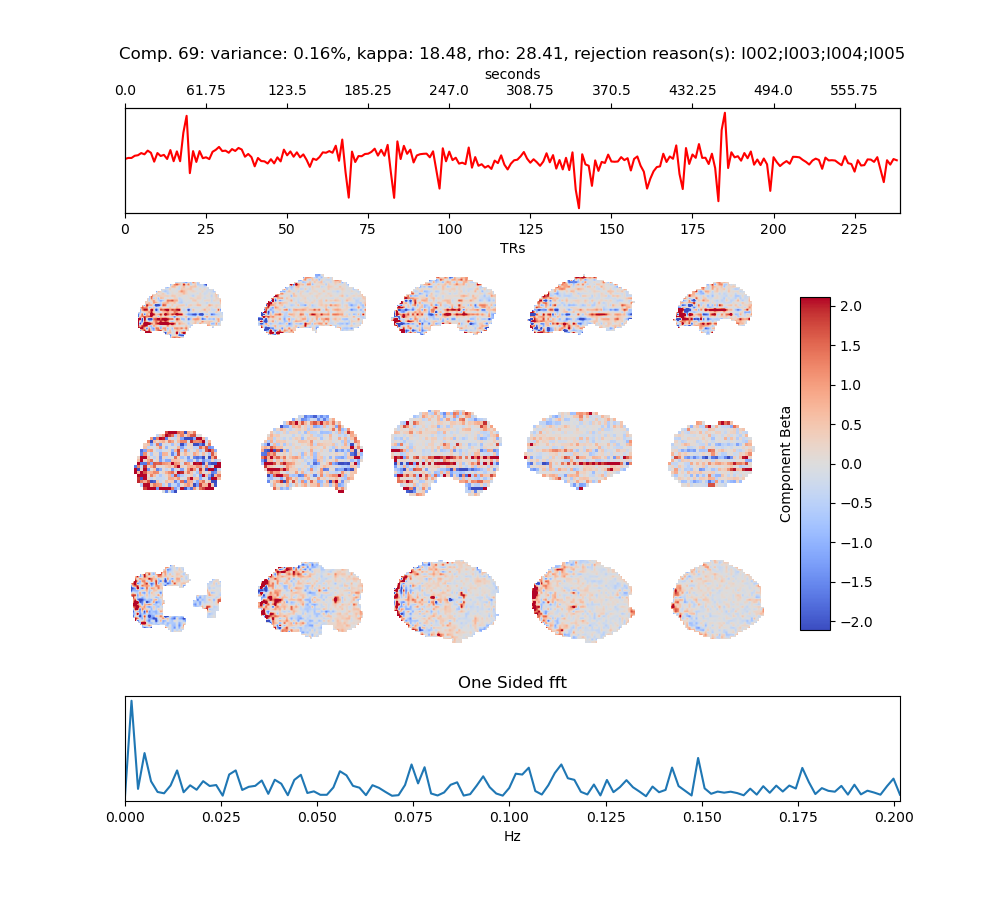 Comp. 69: variance: 0.16%, kappa: 18.48, rho: 28.41, rejection reason(s): I002;I003;I004;I005
seconds
0.0 61.75 123.5 185.25 247.0 308.75 370.5 432.25 494.0 555.75
0 25 50 75 100 125 150 175 200 225
TRs
2.0
1.5
1.0
0.5
0.0
−0.5
−1.0
−1.5
−2.0
Component Beta
One Sided fft
0.000 0.025 0.050 0.075 0.100 0.125 0.150 0.175 0.200
Hz